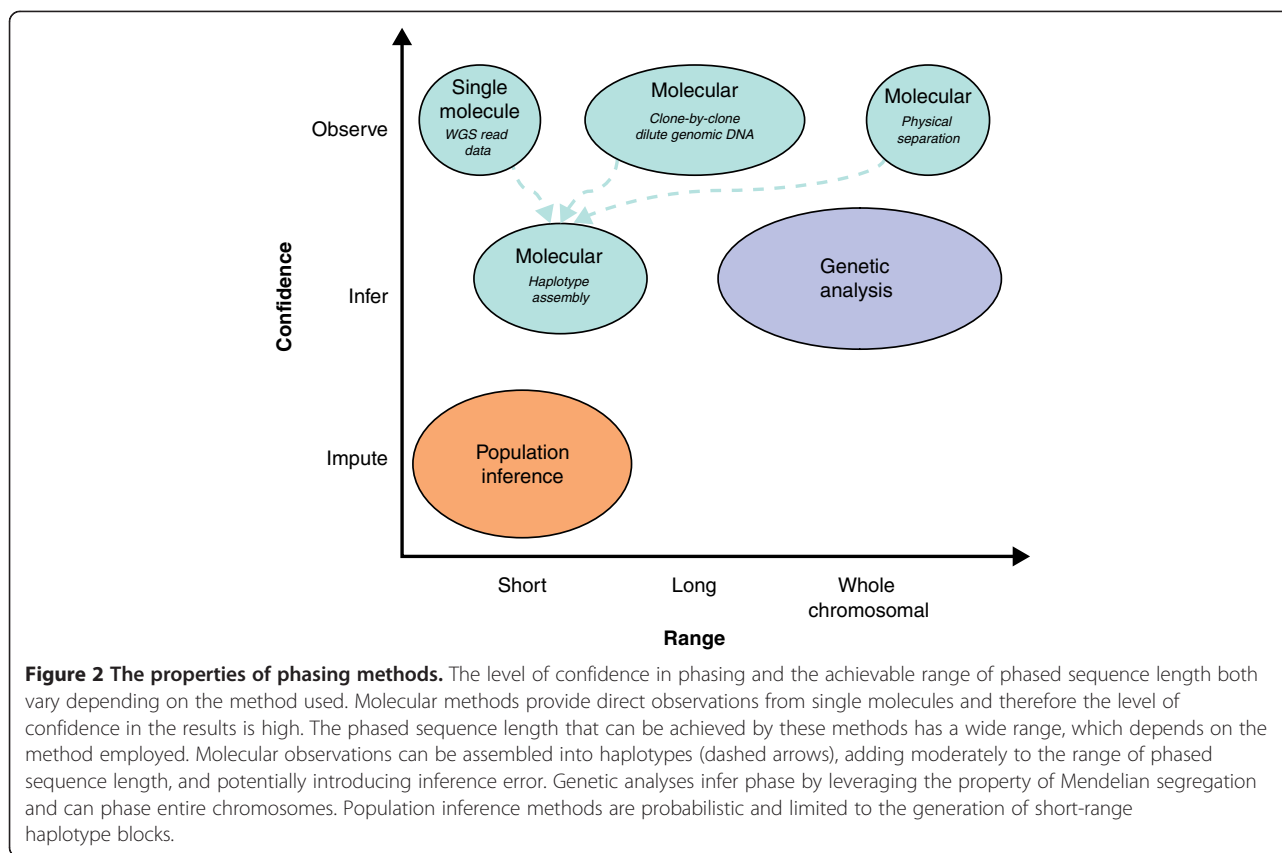 Confidence
Observe
Infer
Impute
Single
molecule
WGS read
data
Molecular
Clone-by-clone
dilute genomic DNA
Molecular
Physical
separation
Molecular
Haplotype
assembly
Genetic
analysis
Population
inference
Short
Long
Whole
chromosomal
Range
Figure 2 The properties of phasing methods. The level of confidence in phasing and the achievable range of phased sequence length both
vary depending on the method used. Molecular methods provide direct observations from single molecules and therefore the level of
confidence in the results is high. The phased sequence length that can be achieved by these methods has a wide range, which depends on the
method employed. Molecular observations can be assembled into haplotypes (dashed arrows), adding moderately to the range of phased
sequence length, and potentially introducing inference error. Genetic analyses infer phase by leveraging the property of Mendelian segregation
and can phase entire chromosomes. Population inference methods are probabilistic and limited to the generation of short-range
haplotype blocks.